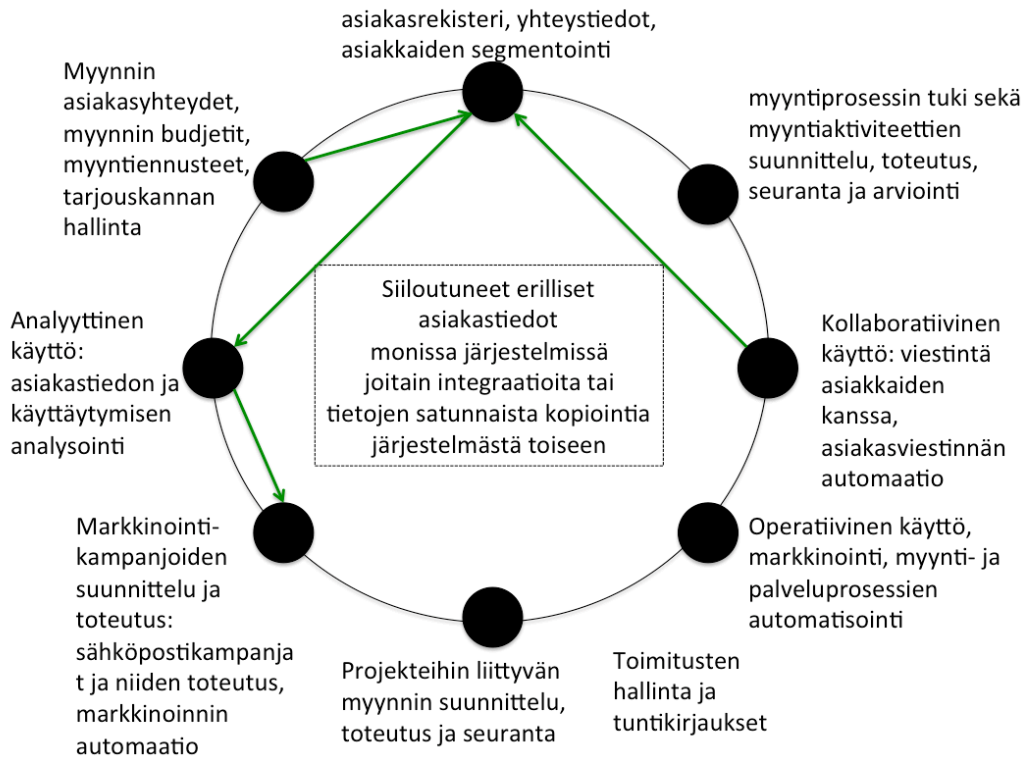 asiakasrekisteri, yhteystiedot,
asiakkaiden segmentointi
myyntiprosessin tuki sekä
myyntiaktiviteettien
suunnittelu, toteutus,
seuranta ja arviointi
Kollaboratiivinen
käyttö: viestintä
asiakkaiden
kanssa,
asiakasviestinnän
automaatio
Operatiivinen käyttö,
markkinointi, myynti- ja
palveluprosessien
automatisointi
Toimitusten
hallinta ja
tuntikirjaukset
Projekteihin liittyvän
myynnin suunnittelu,
toteutus ja seuranta
Markkinointi-
kampanjoiden
suunnittelu ja
toteutus:
sähköpostikampanja
t ja niiden toteutus,
markkinoinnin
automaatio
Analyyttinen
käyttö:
asiakastiedon ja
käyttäytymisen
analysointi
Myynnin
asiakasyhteydet,
myynnin budjetit,
myyntiennusteet,
tarjouskannan
hallinta
Siiloutuneet erilliset
asiakastiedot
monissa järjestelmissä
joitain integraatioita tai
tietojen satunnaista kopiointia
järjestelmästä toiseen